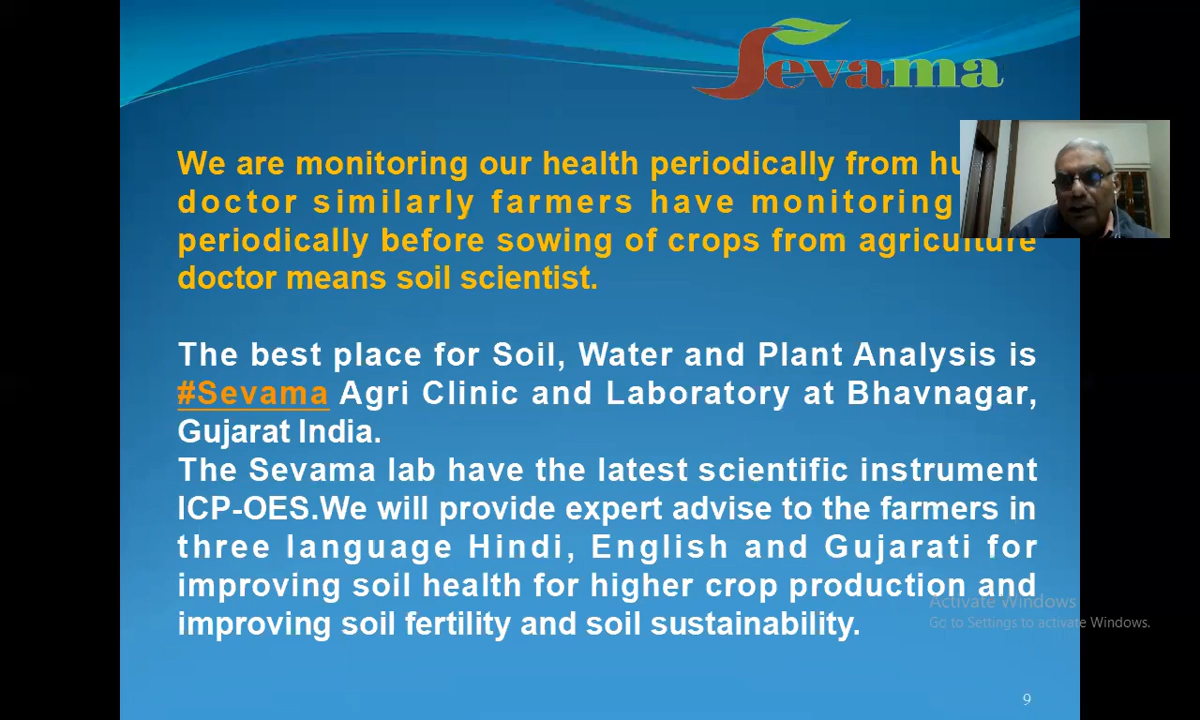 Sevama
We are monitoring our health periodically from
doctor similarly farmers have monitoring
periodically before sowing of crops from agriculture
doctor means soil scientist.
The best place for Soil, Water and Plant Analysis is
#Sevama Agri Clinic and Laboratory at Bhavnagar,
Gujarat India.
The Sevama lab have the latest scientific instrument
ICP-OES.We will provide expert advise to the farmers in
three language Hindi, English and Gujarati for
improving soil health for higher crop production and
improving soil fertility and soil sustainability.
Activate Windows
Go to Settings to activate Windows.
9